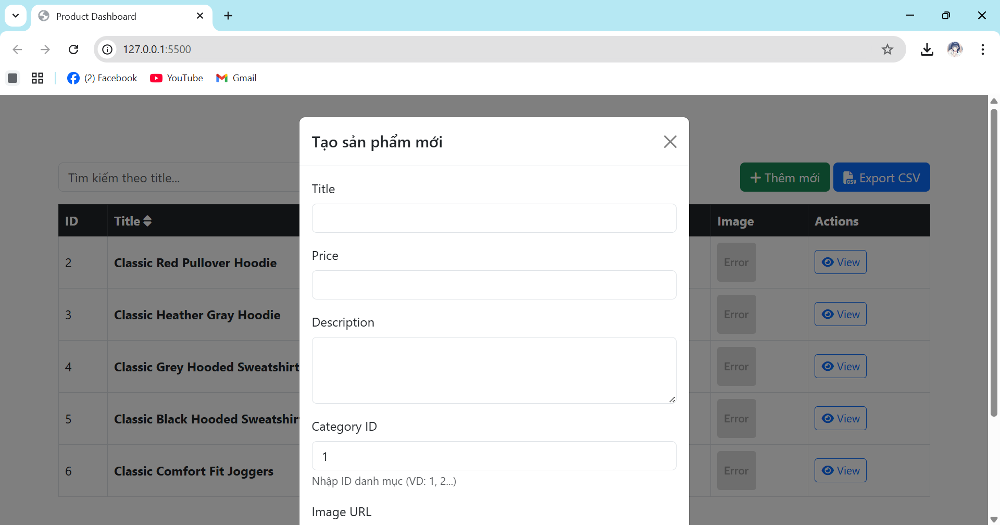 Product Dashboard
127.0.0.1:5500
(2) Facebook YouTube Gmail
Tạo sản phẩm mới
Tìm kiếm theo title...
Thêm mới
CSV Export CSV
Title
Price
Description
Category ID
1
Nhập ID danh mục (VD: 1, 2...)
Image URL
ID Title Image Actions
2 Classic Red Pullover Hoodie Error View
3 Classic Heather Gray Hoodie Error View
4 Classic Grey Hooded Sweatshirt Error View
5 Classic Black Hooded Sweatshir Error View
6 Classic Comfort Fit Joggers Error View